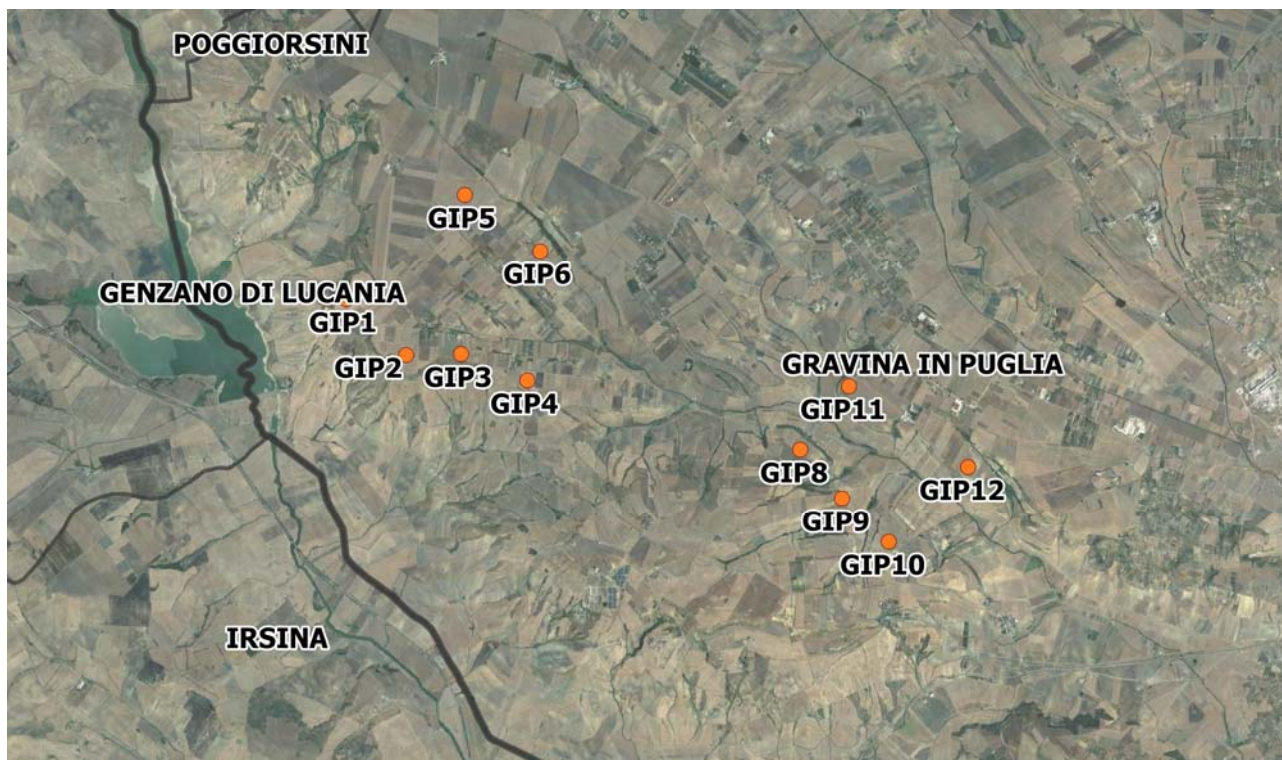 POGGIORSINI
GIP5
GIP6
GENZANO DI LUCANIA
GIP1
GIP2
GIP3
GIP4
GRAVINA IN PUGLIA
GIP11
GIP8
GIP12
GIP9
GIP10
IRSINA